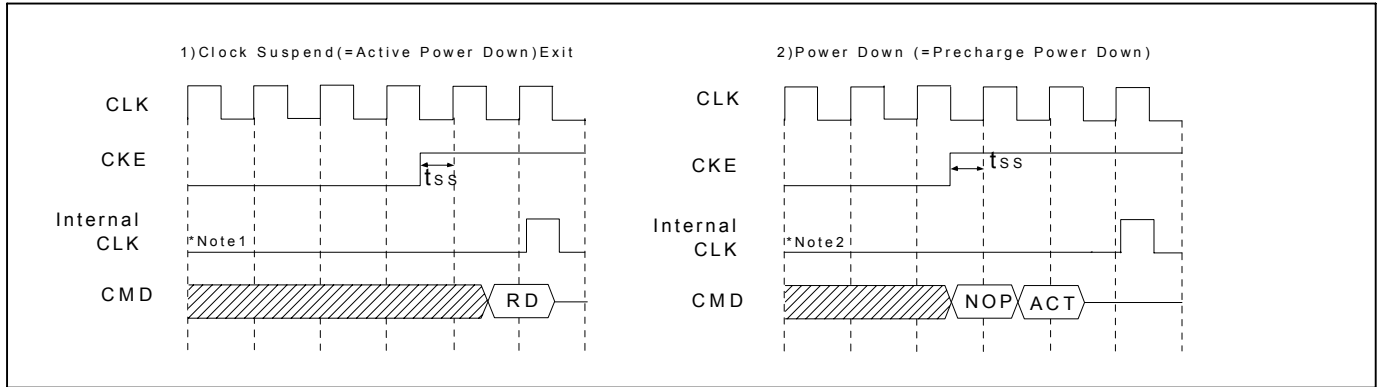 1)Clock Suspend(=Active Power Down)Exit
CLK
CKE
tss
Internal
CLK
*Note1
CMD
RD
2)Power Down (=Precharge Power Down)
CLK
CKE
tss
Internal
CLK
*Note2
CMD
NOP
ACT